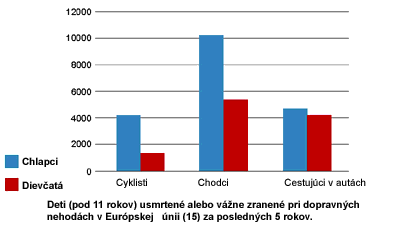 12000
10000
8000
6000
4000
2000
0
Cyklisti Chodci Cestujúci v autách
Chlapci
Dievčatá
Deti (pod 11 rokov) usmrtené alebo vážne zranené pri dopravných
nehodách v Európskej únii (15) za posledných 5 rokov.